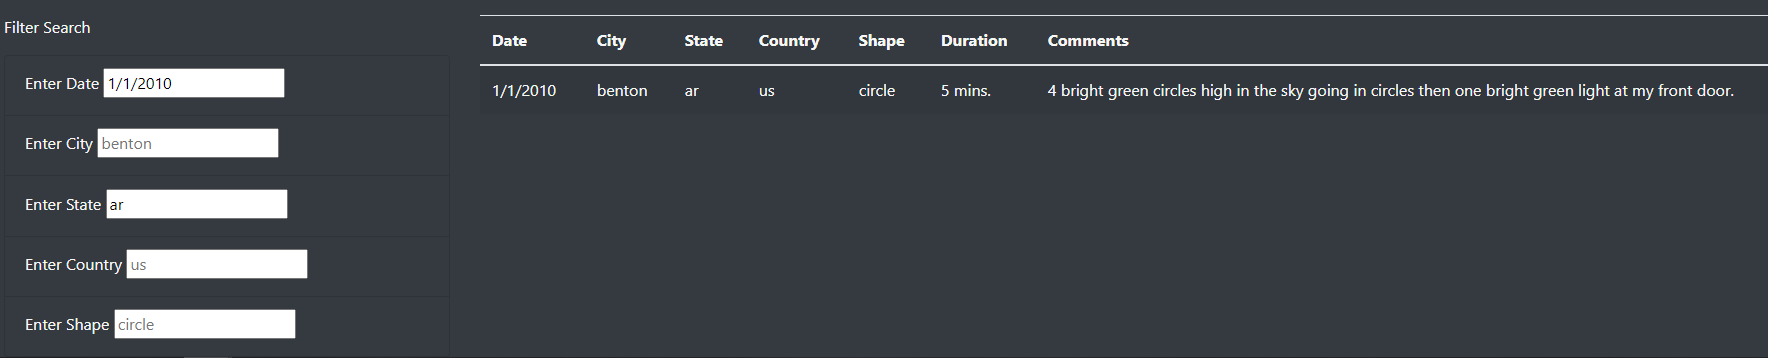 Filter Search
Enter Date 1/1/2010
Enter City benton
Enter State ar
Enter Country us
Enter Shape circle
Date City State Country Shape Duration Comments
1/1/2010 benton ar us circle 5 mins. 4 bright green circles high in the sky going in circles then one bright green light at my front door.